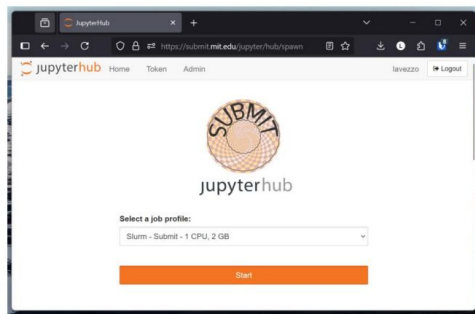 JupyterHub
https://submit.mit.edu/jupyter/hub/spawn
jupyterhub Home Token Admin lavezzo Logout
SUBMIT
jupyterhub
Select a job profile:
Slurm - Submit - 1 CPU, 2 GB
Start